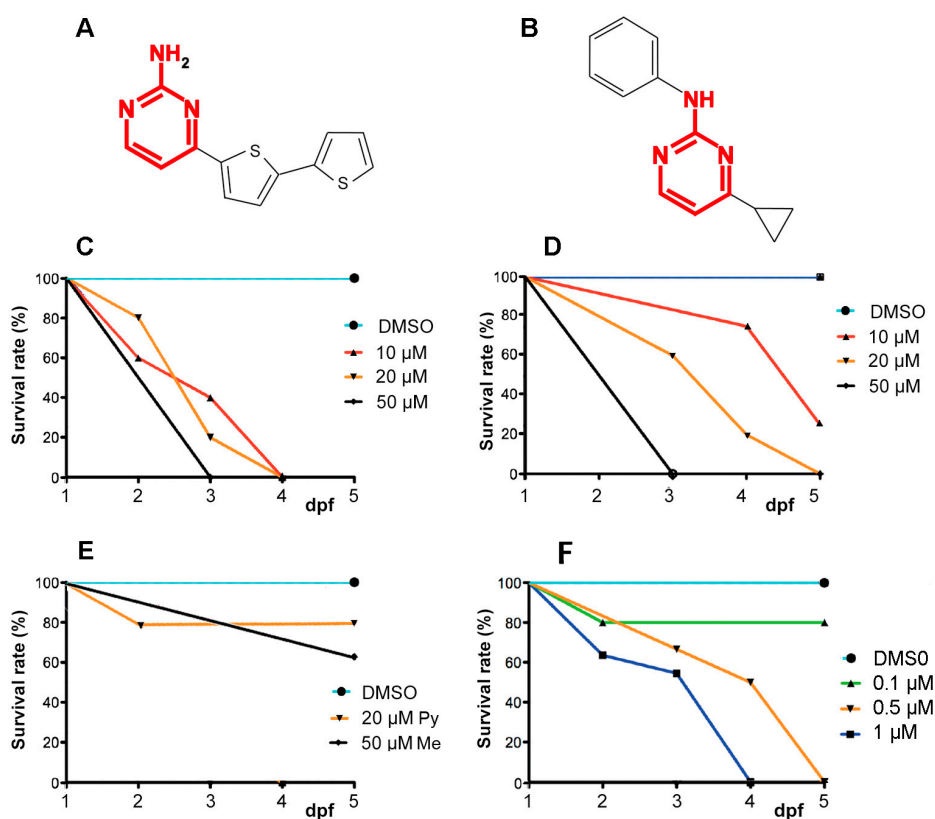 A
NH2
N N
S
S
B
NH
N N
C
100
80
60
40
20
0
Survival rate (%)
1 2 3 4 5
dpf
DMSO
10 µM
20 µM
50 µM
D
100
80
60
40
20
0
Survival rate (%)
1 2 3 4 5
dpf
DMSO
10 µM
20 µM
50 µM
E
100
80
60
40
20
0
Survival rate (%)
1 2 3 4 5
dpf
DMSO
20 µM Py
50 µM Me
F
100
80
60
40
20
0
Survival rate (%)
1 2 3 4 5
dpf
DMS0
0.1 µM
0.5 µM
1 µM